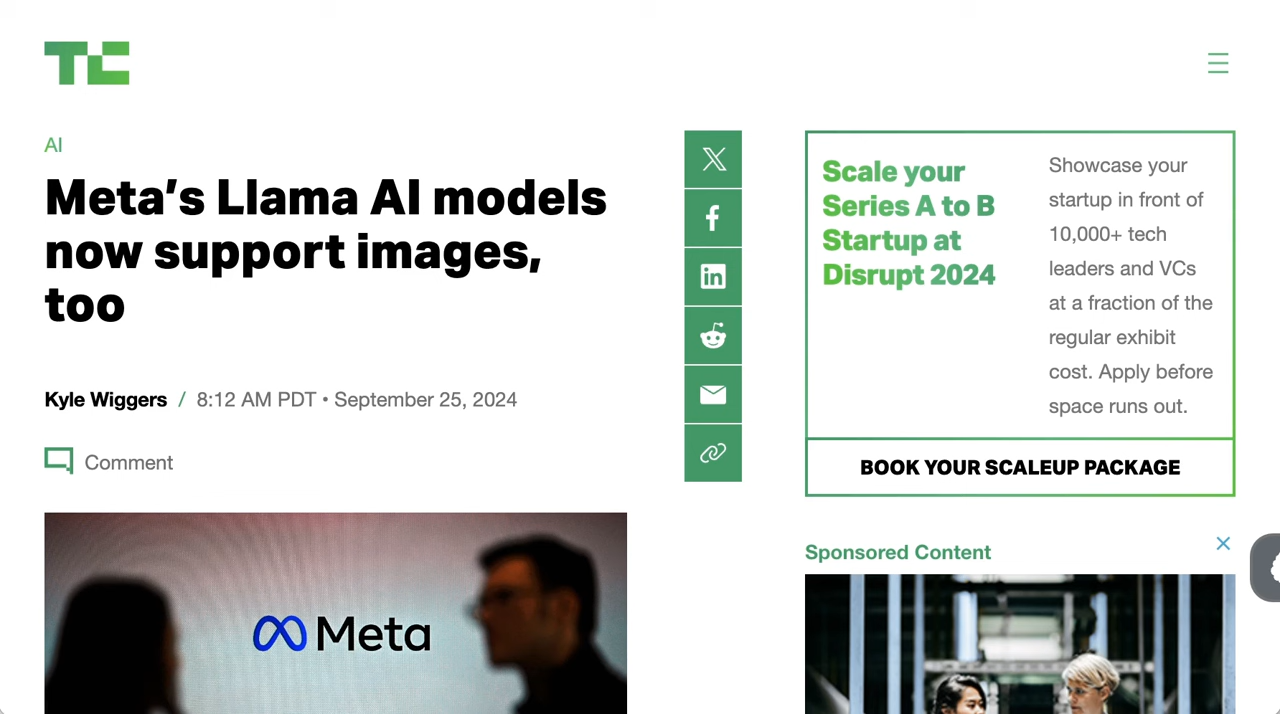 TC
AI
Meta’s Llama AI models
now support images,
too
Kyle Wiggers / 8:12 AM PDT • September 25, 2024
Comment
Meta
Scale your
Series A to B
Startup at
Disrupt 2024
Showcase your
startup in front of
10,000+ tech
leaders and VCs
at a fraction of the
regular exhibit
cost. Apply before
space runs out.
BOOK YOUR SCALEUP PACKAGE
Sponsored Content